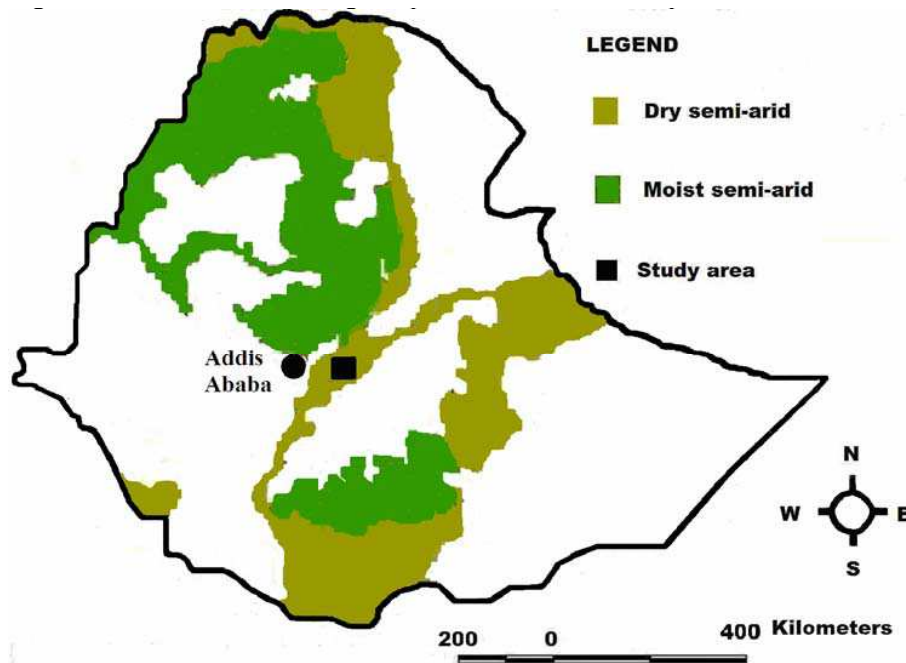 LEGEND
Dry semi-arid
Moist semi-arid
Study area
Addis
Ababa
N
W E
S
200 0 400 Kilometers